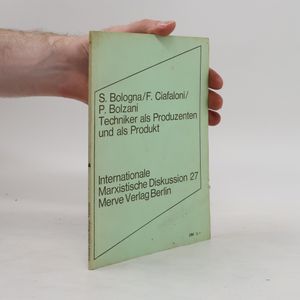 S. Bologna/F. Ciafaloni/
P. Bolzani
Techniker als Produzenten
und als Produkt
Internationale
Marxistische Diskussion 27
Merve Verlag Berlin